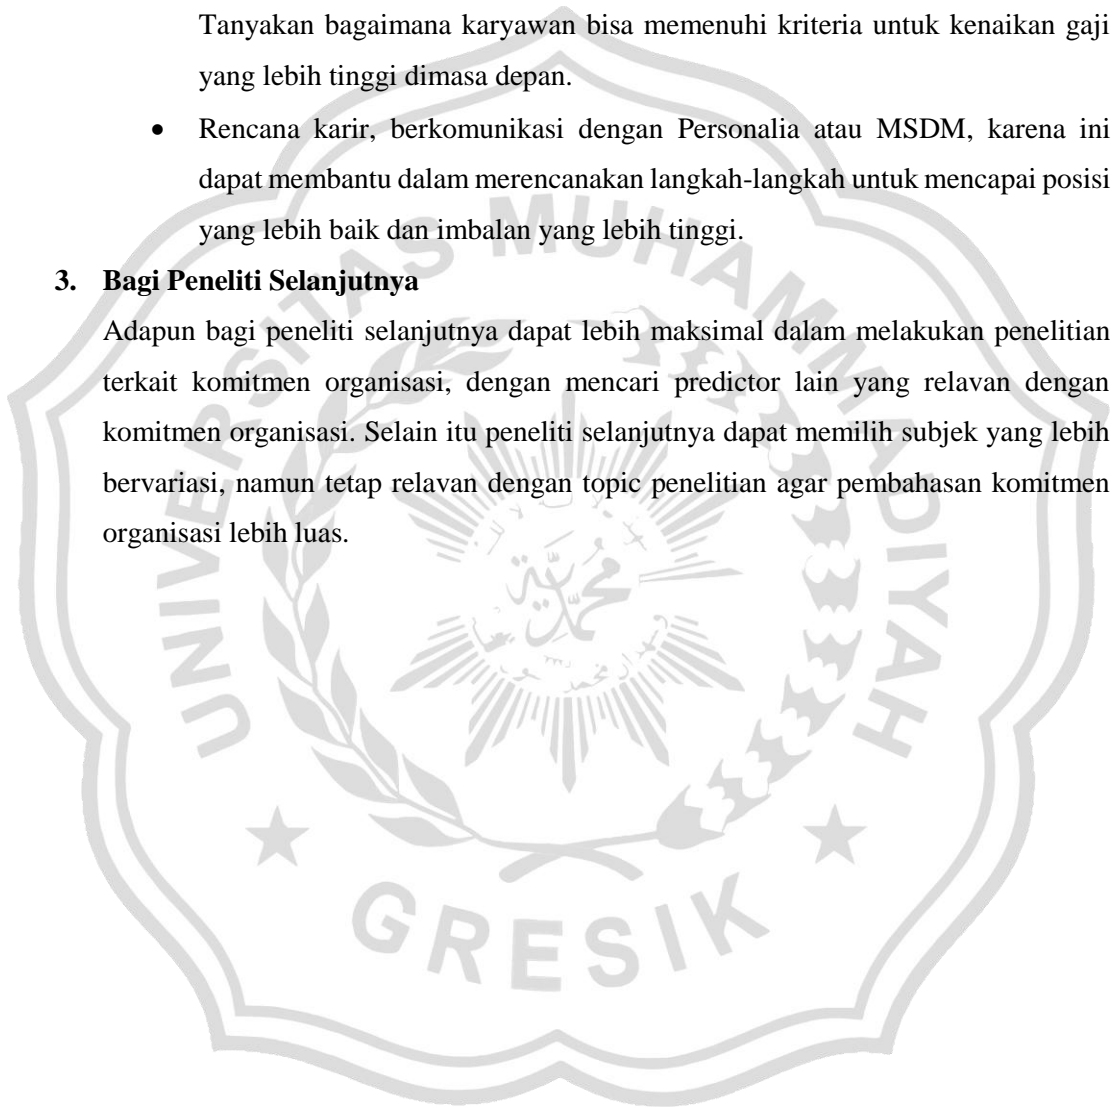 Tanyakan bagaimana karyawan bisa memenuhi kriteria untuk kenaikan gaji
yang lebih tinggi dimasa depan.
• Rencana karir, berkomunikasi dengan Personalia atau MSDM, karena ini
dapat membantu dalam merencanakan langkah-langkah untuk mencapai posisi
yang lebih baik dan imbalan yang lebih tinggi.
3. Bagi Peneliti Selanjutnya
Adapun bagi peneliti selanjutnya dapat lebih maksimal dalam melakukan penelitian
terkait komitmen organisasi, dengan mencari predictor lain yang relavan dengan
komitmen organisasi. Selain itu peneliti selanjutnya dapat memilih subjek yang lebih
bervariasi, namun tetap relavan dengan topic penelitian agar pembahasan komitmen
organisasi lebih luas.
UNIVERSITAS MUHAMMADIYAH
GRESIK